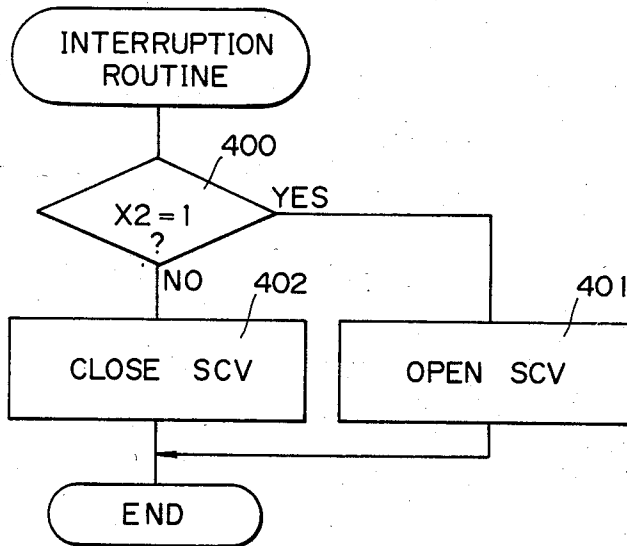 INTERRUPTION
ROUTINE
400
X2=1
?
YES
NO
402
401
CLOSE SCV
OPEN SCV
END